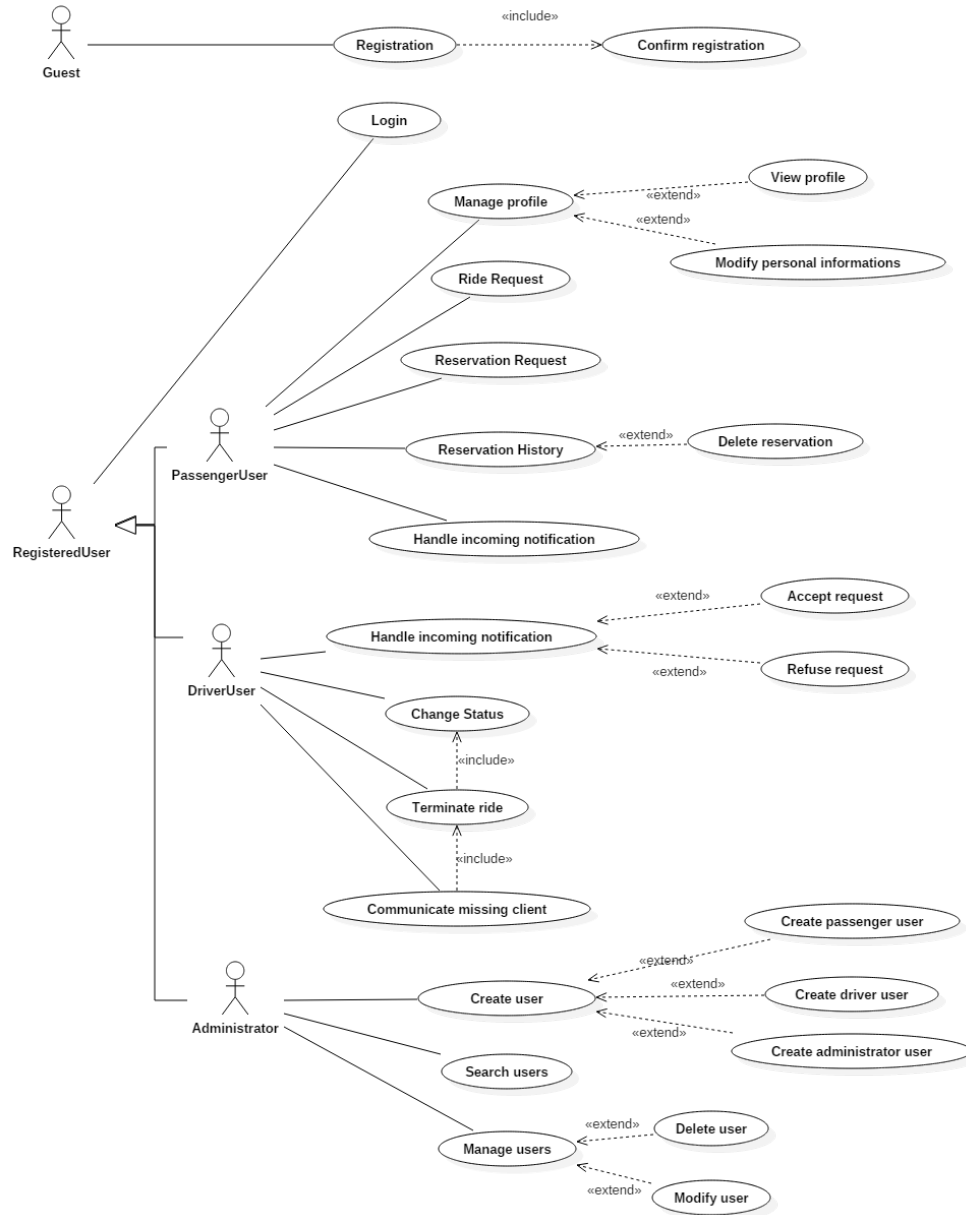 «include»
Registration
Confirm registration
Guest
Login
View profile
«extend»
Manage profile
«extend»
Modify personal informations
Ride Request
Reservation Request
«extend»
Delete reservation
Reservation History
PassengerUser
Handle incoming notification
RegisteredUser
«extend»
Accept request
Handle incoming notification
Refuse request
«extend»
DriverUser
Change Status
«include»
Terminate ride
«include»
Communicate missing client
Create passenger user
«extend»
«extend»
Create user
Create driver user
Administrator
«extend»
Create administrator user
Search users
«extend»
Delete user
Manage users
«extend»
Modify user